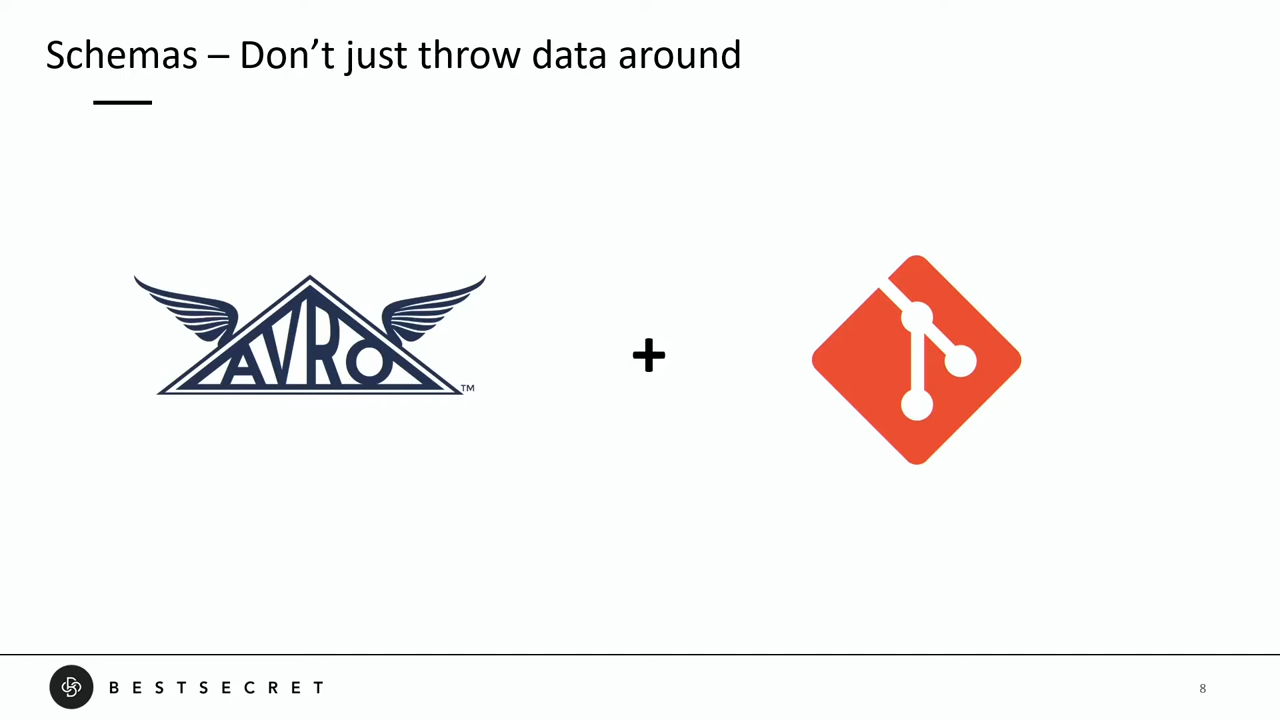 Schemas – Don’t just throw data around
AVRO
TM
+
BESTSECRET
8